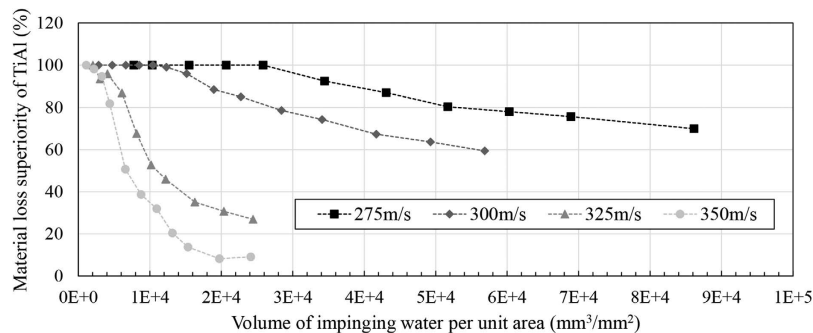 Material loss superiority of TiAl (%)
120
100
80
60
40
20
0
275m/s 300m/s 325m/s 350m/s
0E+0 1E+4 2E+4 3E+4 4E+4 5E+4 6E+4 7E+4 8E+4 9E+4 1E+5
Volume of impinging water per unit area (mm³/mm²)